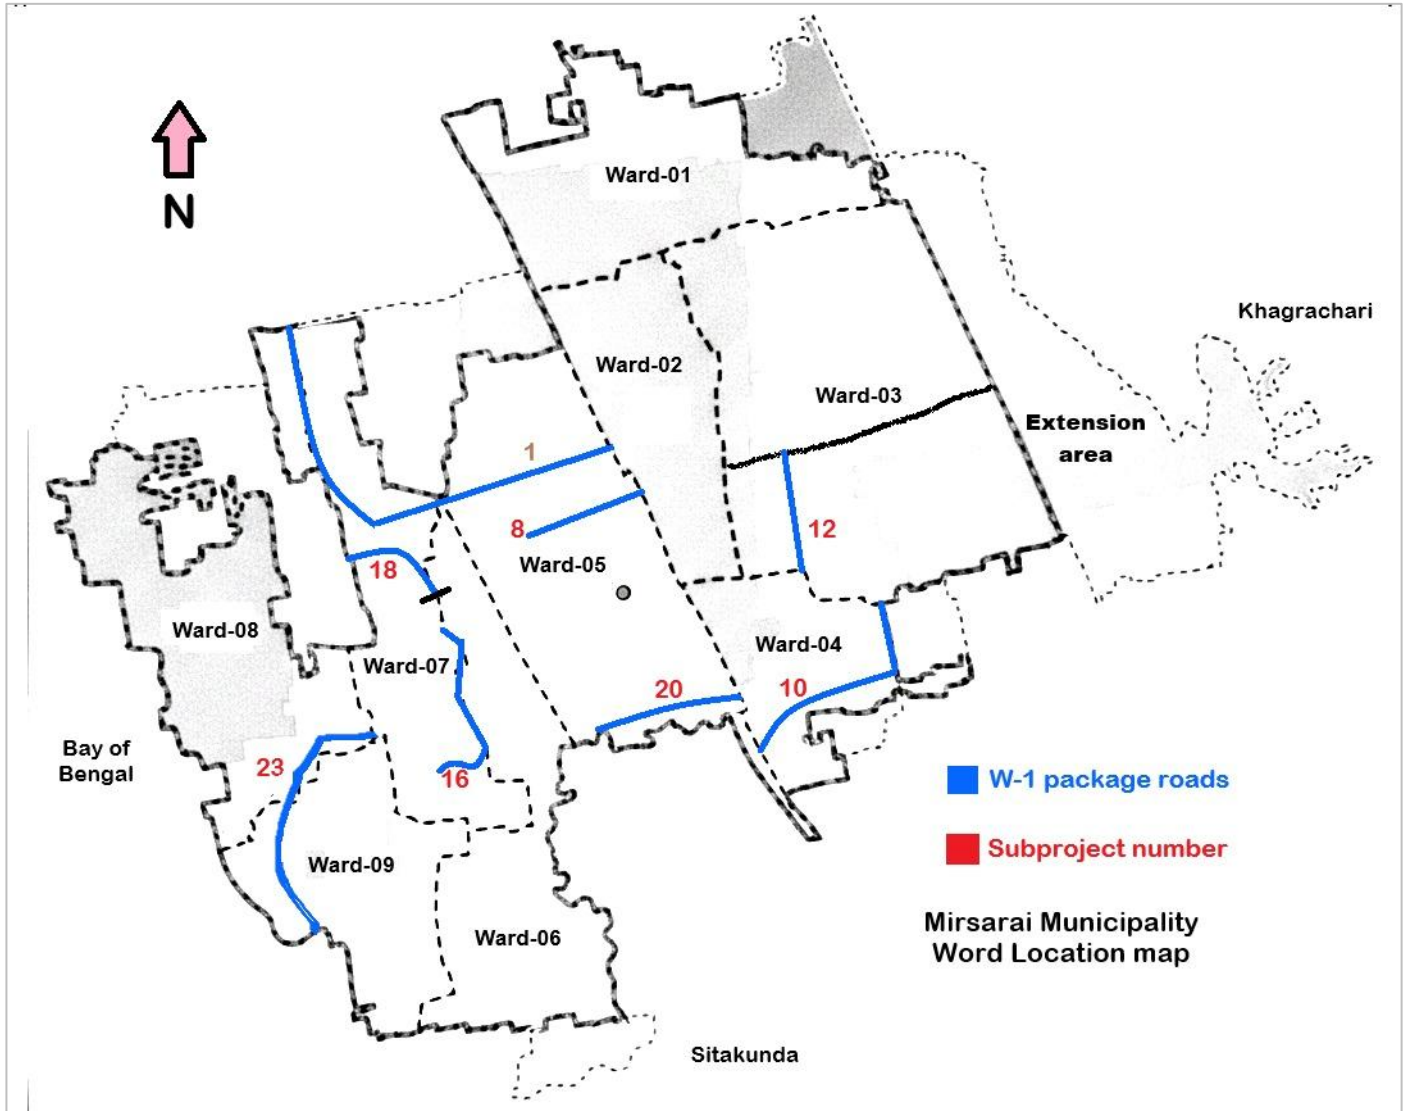 Ward-01
N
Khagrachari
Ward-02
Ward-03
Extension
area
1
8
12
Ward-05
18
Ward-08
Ward-04
Ward-07
20
10
Bay of
Bengal
23
16
W-1 package roads
Subproject number
Ward-09
Mirsarai Municipality
Word Location map
Ward-06
Sitakunda